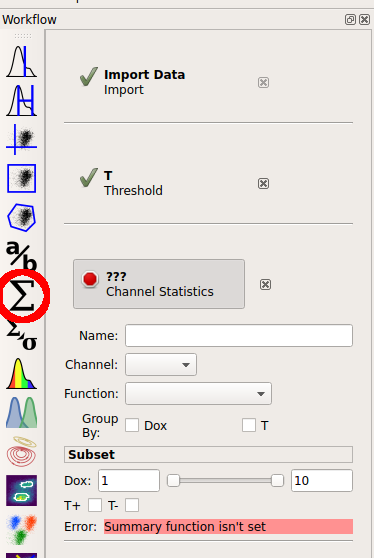 Workflow
Import Data
Import
T
Threshold
a/b
Σ
Σ,σ
???
Channel Statistics
Name:
Channel:
Function:
Group By: Dox T
Subset
Dox: 1 10
T+ T-
Error: Summary function isn't set